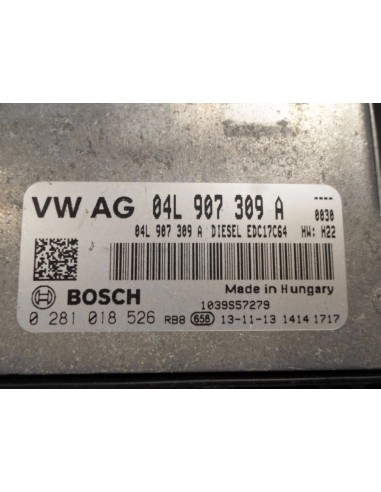 VW AG 04L 907 309 A ----
0030
04L 907 309 A DIESEL EDC17C64 HW: H22
BOSCH Made in Hungary
1039S57279
0 281 018 526 RB8 658 13-11-13 1414 1717